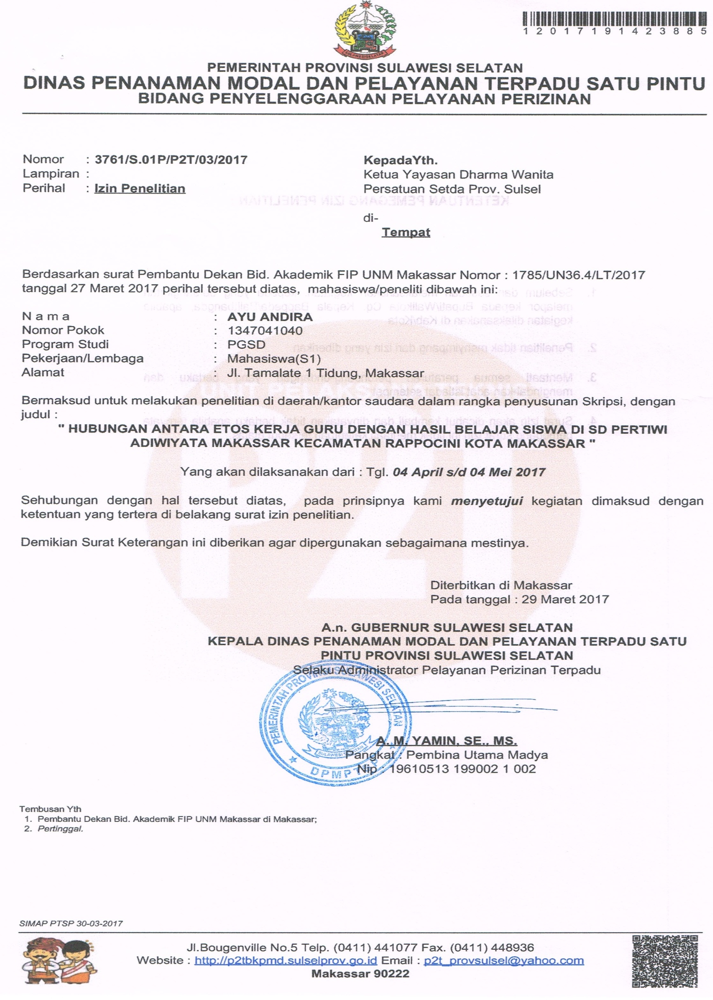 SULAWESI SELATAN
1 2 0 1 7 1 9 1 4 2 3 8 8 5
PEMERINTAH PROVINSI SULAWESI SELATAN
DINAS PENANAMAN MODAL DAN PELAYANAN TERPADU SATU PINTU
BIDANG PENYELENGGARAAN PELAYANAN PERIZINAN
Nomor : 3761/S.01P/P2T/03/2017
Lampiran :
Perihal : Izin Penelitian
KepadaYth.
Ketua Yayasan Dharma Wanita
Persatuan Setda Prov. Sulsel
KETENTUAN PEMEGANG IZIN PENELITIAN
di-
Tempat
Berdasarkan surat Pembantu Dekan Bid. Akademik FIP UNM Makassar Nomor : 1785/UN36.4/LT/2017
tanggal 27 Maret 2017 perihal tersebut diatas, mahasiswa/peneliti dibawah ini:
N a m a : AYU ANDIRA
Nomor Pokok : 1347041040
Program Studi : PGSD
Pekerjaan/Lembaga : Mahasiswa(S1)
Alamat : Jl. Tamalate 1 Tidung, Makassar
UNIT PELAKS
P2T
Bermaksud untuk melakukan penelitian di daerah/kantor saudara dalam rangka penyusunan Skripsi, dengan
judul :
" HUBUNGAN ANTARA ETOS KERJA GURU DENGAN HASIL BELAJAR SISWA DI SD PERTIWI
ADIWIYATA MAKASSAR KECAMATAN RAPPOCINI KOTA MAKASSAR "
Yang akan dilaksanakan dari : Tgl. 04 April s/d 04 Mei 2017
Sehubungan dengan hal tersebut diatas, pada prinsipnya kami menyetujui kegiatan dimaksud dengan
ketentuan yang tertera di belakang surat izin penelitian.
Demikian Surat Keterangan ini diberikan agar dipergunakan sebagaimana mestinya.
Diterbitkan di Makassar
Pada tanggal : 29 Maret 2017
A.n. GUBERNUR SULAWESI SELATAN
KEPALA DINAS PENANAMAN MODAL DAN PELAYANAN TERPADU SATU
PINTU PROVINSI SULAWESI SELATAN
Selaku Administrator Pelayanan Perizinan Terpadu
PEMERINTAH PROVINSI SULAWESI SELATAN
SULAWESI SELATAN
DPMPTSP
A. M. YAMIN, SE., MS.
Pangkat : Pembina Utama Madya
Nip : 19610513 199002 1 002
Tembusan Yth
1. Pembantu Dekan Bid. Akademik FIP UNM Makassar di Makassar;
2. Pertinggal.
SIMAP PTSP 30-03-2017
Jl.Bougenville No.5 Telp. (0411) 441077 Fax. (0411) 448936
Website : http://p2tbkpmd.sulselprov.go.id Email : p2t_provsulsel@yahoo.com
Makassar 90222